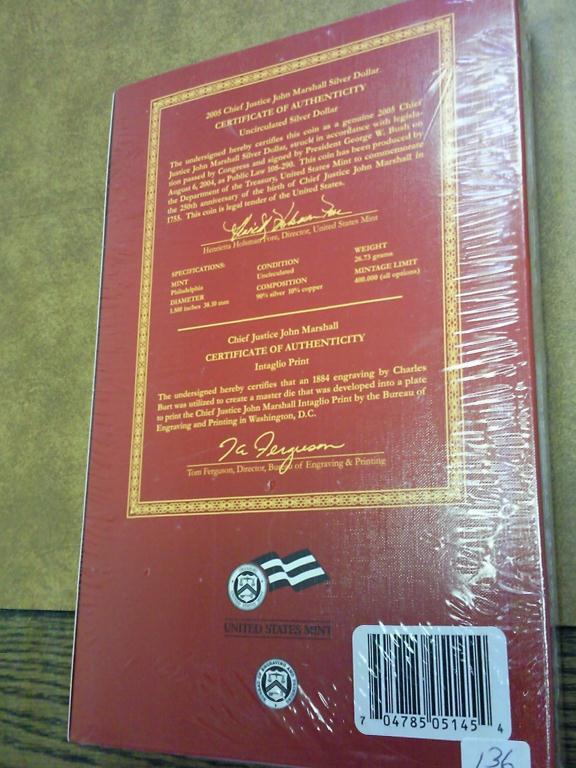 2005 Chief Justice John Marshall Silver Dollar
CERTIFICATE OF AUTHENTICITY
Uncirculated Silver Dollar
The undersigned hereby certifies this coin as a genuine 2005 Chief
Justice John Marshall Silver Dollar, struck in accordance with legisla-
tion passed by Congress and signed by President George W. Bush on
August 6, 2004, as Public Law 108-290. This coin has been produced by
the Department of the Treasury, United States Mint to commemorate
the 250th anniversary of the birth of Chief Justice John Marshall in
1755. This coin is legal tender of the United States.
Henrietta Holsman Fore, Director, United States Mint
SPECIFICATIONS:
MINT
Philadelphia
DIAMETER
1.500 inches 38.10 mm
CONDITION
Uncirculated
COMPOSITION
90% silver 10% copper
WEIGHT
26.73 grams
MINTAGE LIMIT
400,000 (all options)
Chief Justice John Marshall
CERTIFICATE OF AUTHENTICITY
Intaglio Print
The undersigned hereby certifies that an 1884 engraving by Charles
Burt was utilized to create a master die that was developed into a plate
to print the Chief Justice John Marshall Intaglio Print by the Bureau of
Engraving and Printing in Washington, D.C.
T A Ferguson
Tom Ferguson, Director, Bureau of Engraving & Printing
UNITED STATES MINT
7 04785 05145 4
136